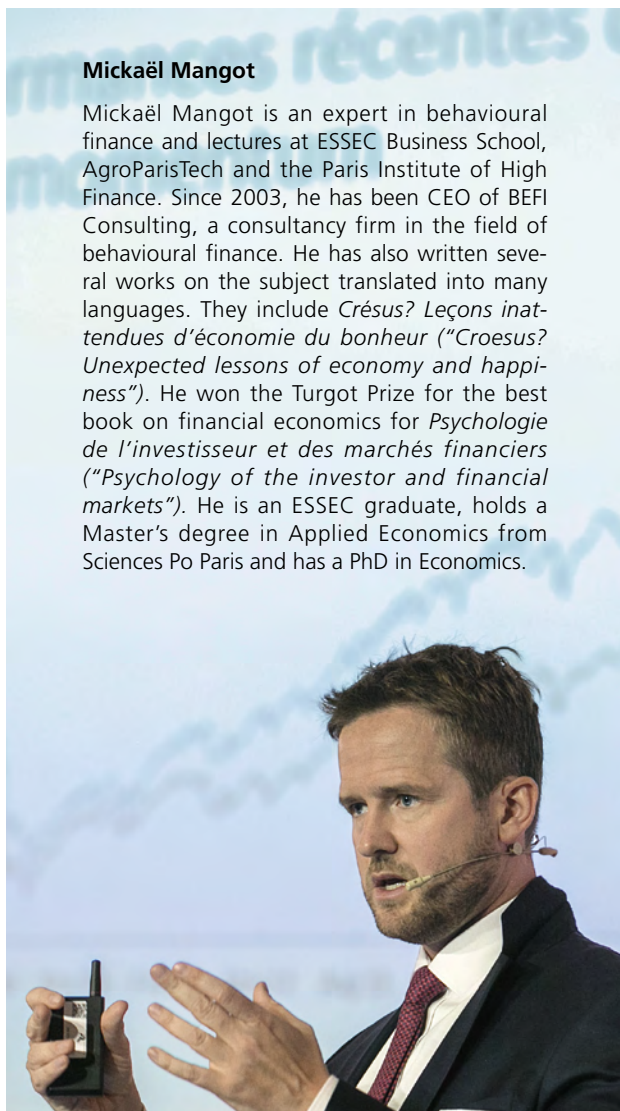 rmances récentes
momentum
Mickaël Mangot
Mickaël Mangot is an expert in behavioural
finance and lectures at ESSEC Business School,
AgroParisTech and the Paris Institute of High
Finance. Since 2003, he has been CEO of BEFI
Consulting, a consultancy firm in the field of
behavioural finance. He has also written seve-
ral works on the subject translated into many
languages. They include Crésus? Leçons inat-
tendues d’économie du bonheur (“Croesus?
Unexpected lessons of economy and happi-
ness”). He won the Turgot Prize for the best
book on financial economics for Psychologie
de l’investisseur et des marchés financiers
(“Psychology of the investor and financial
markets”). He is an ESSEC graduate, holds a
Master’s degree in Applied Economics from
Sciences Po Paris and has a PhD in Economics.